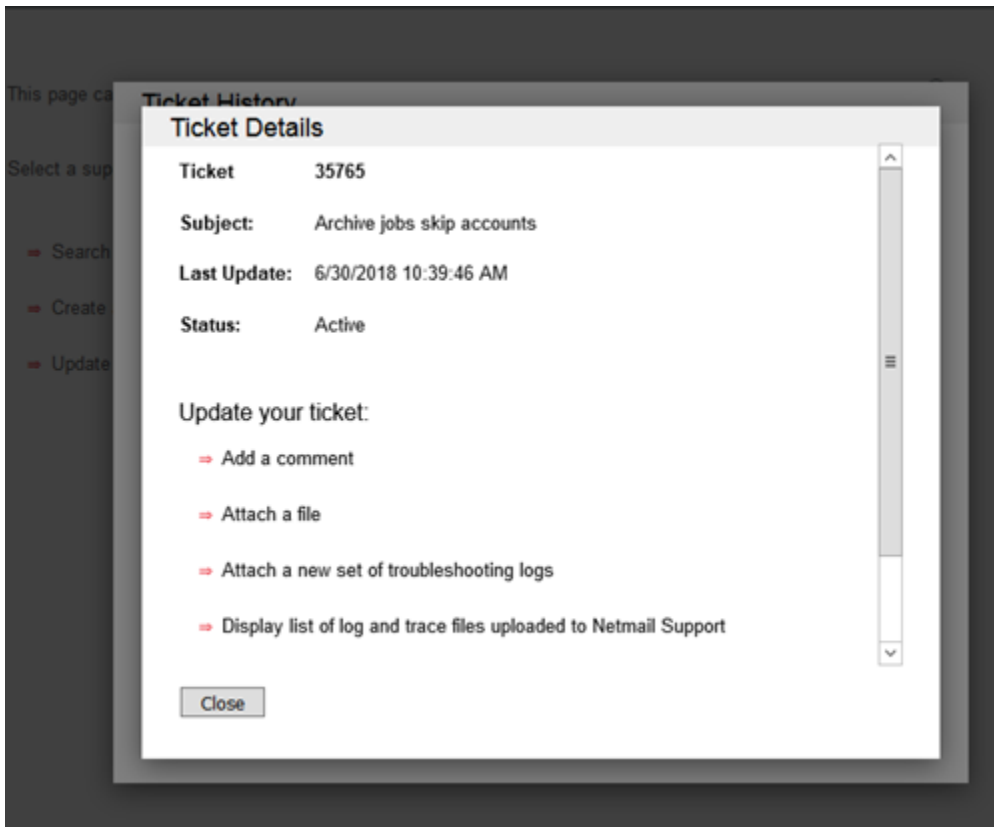 This page ca
Ticket History
Ticket Details
Select a sup
Ticket 35765
Subject: Archive jobs skip accounts
⇒ Search
Last Update: 6/30/2018 10:39:46 AM
⇒ Create
Status: Active
⇒ Update
Update your ticket:
⇒ Add a comment
⇒ Attach a file
⇒ Attach a new set of troubleshooting logs
⇒ Display list of log and trace files uploaded to Netmail Support
Close